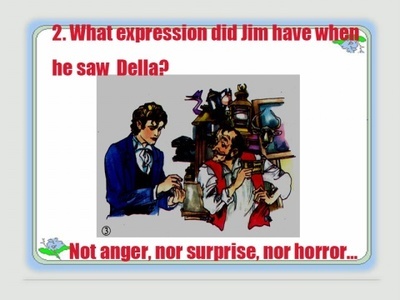 2. What expression did Jim have when
he saw Della?
③
Not anger, nor surprise, nor horror...